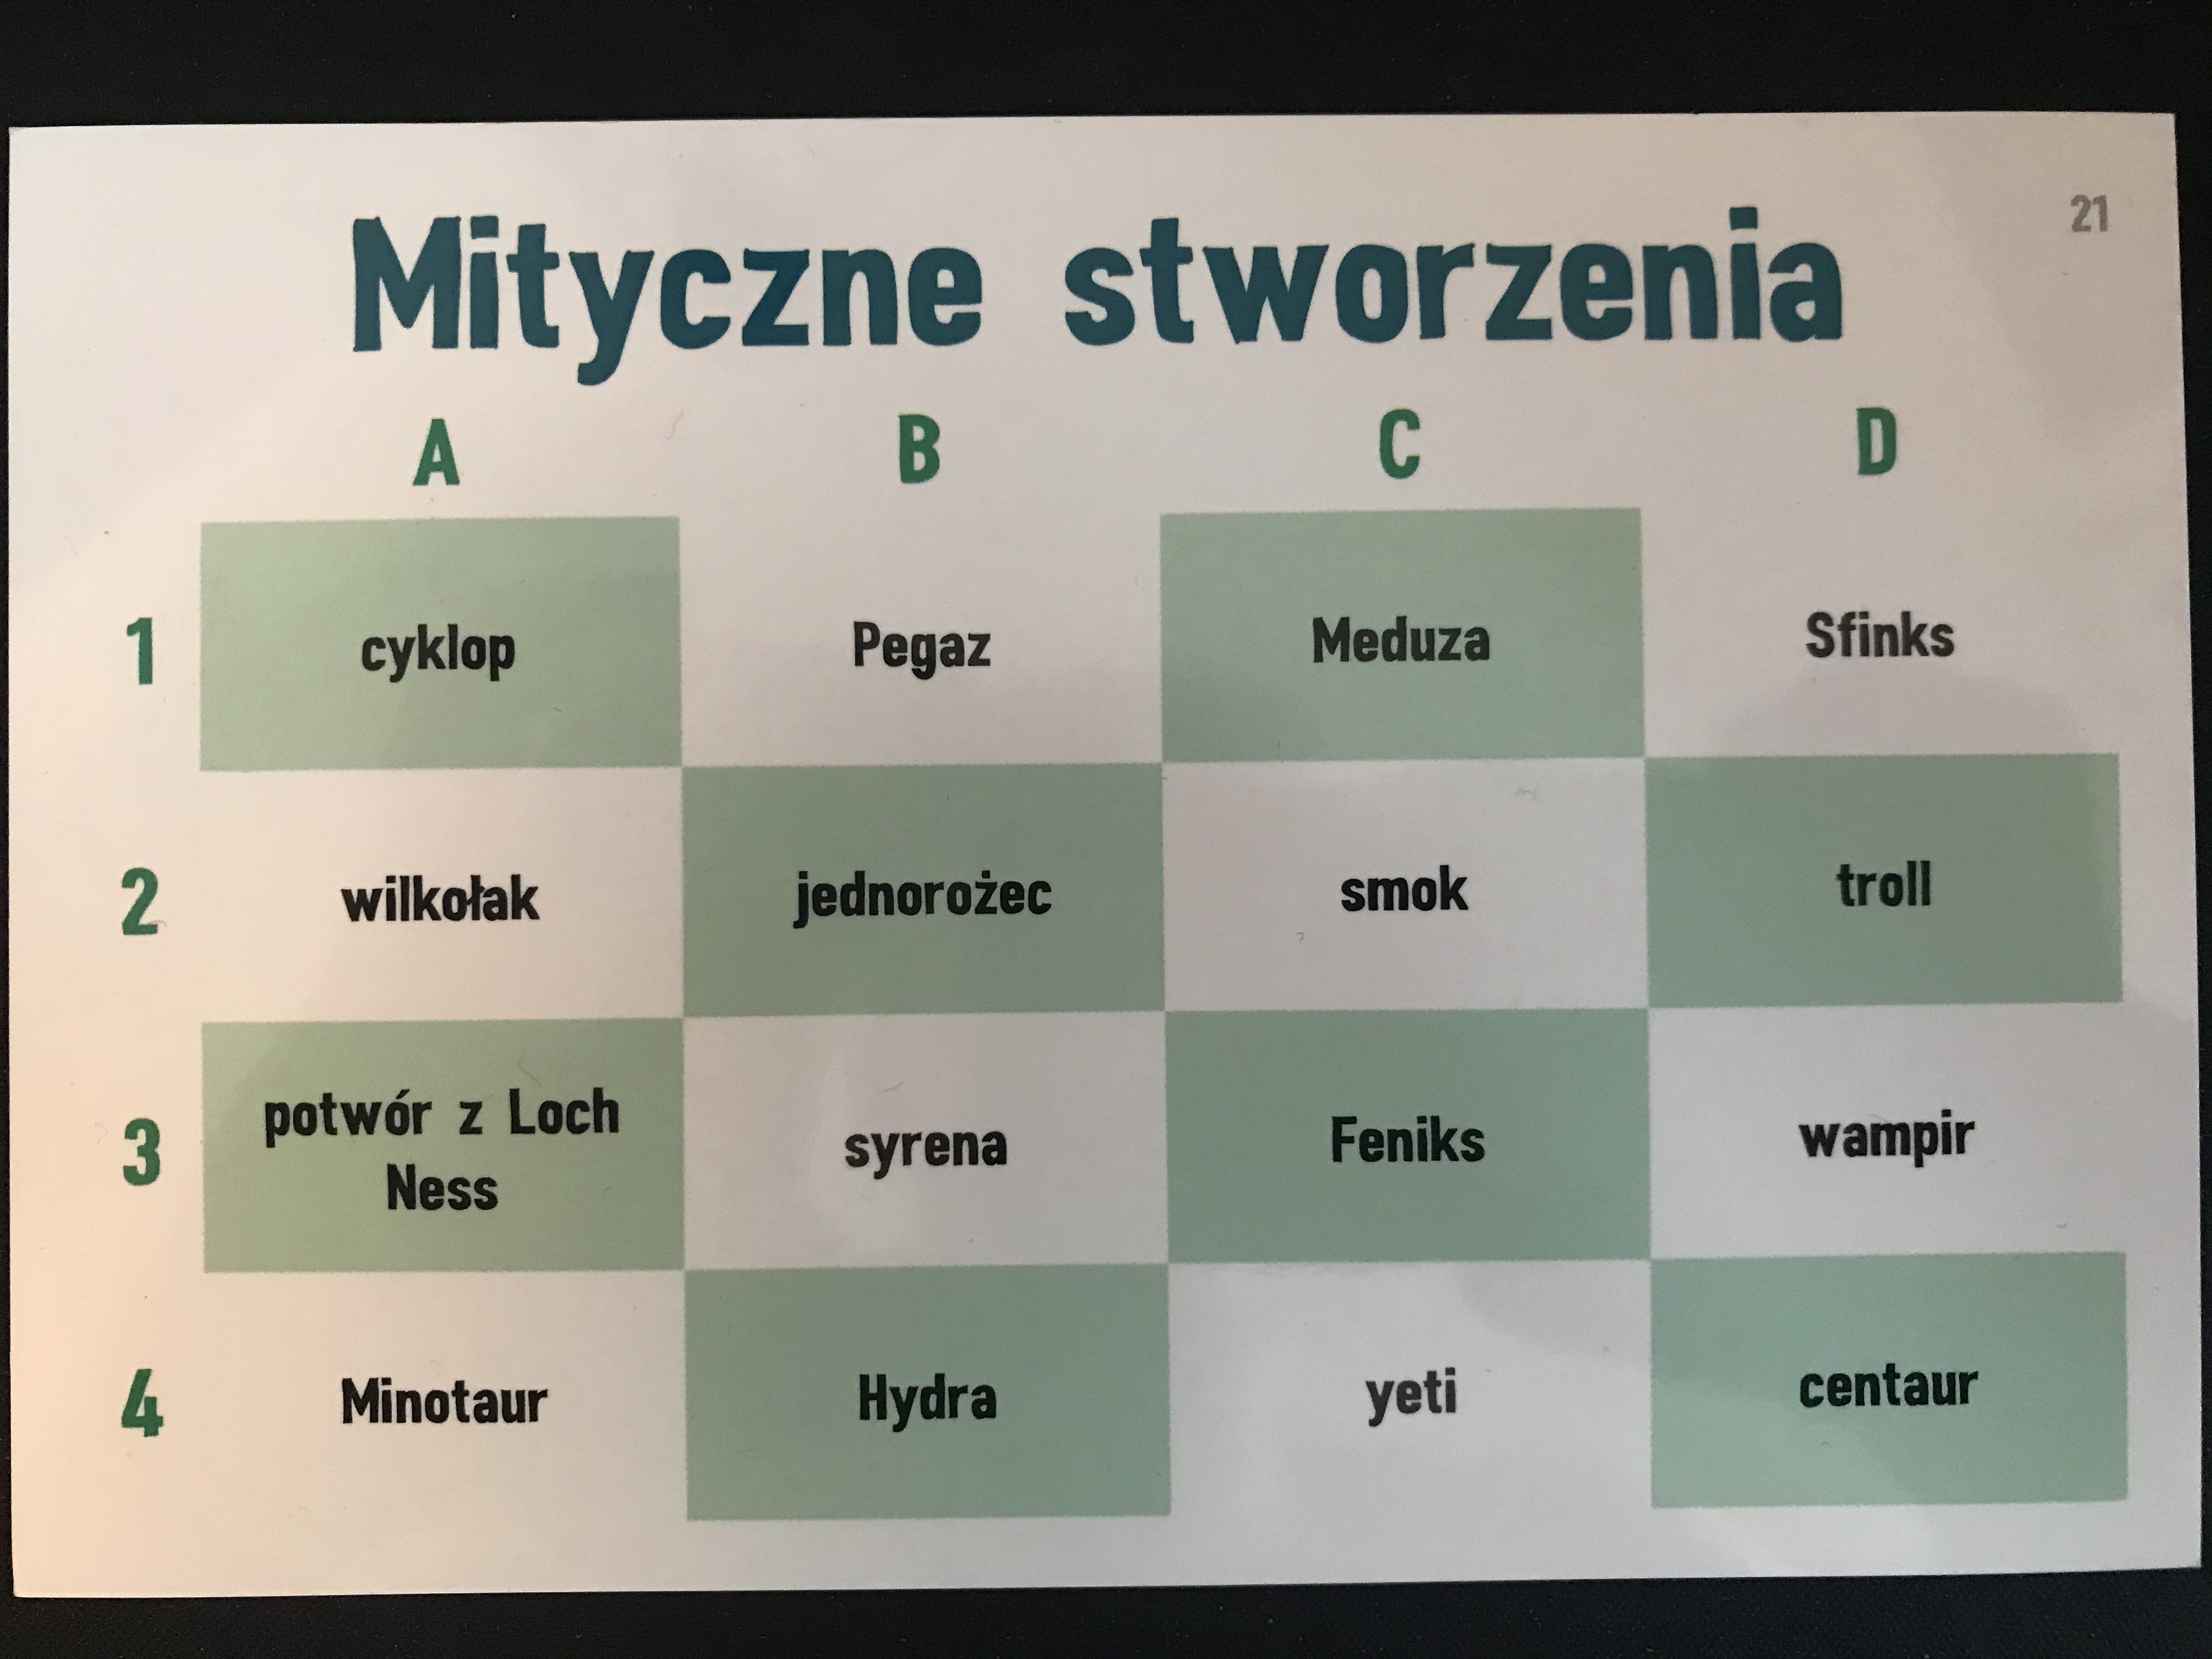 21
Mityczne stworzenia
A B C D
1 cyklop Pegaz Meduza Sfinks
2 wilkołak jednorożec smok troll
3 potwór z Loch
Ness syrena Feniks wampir
4 Minotaur Hydra yeti centaur